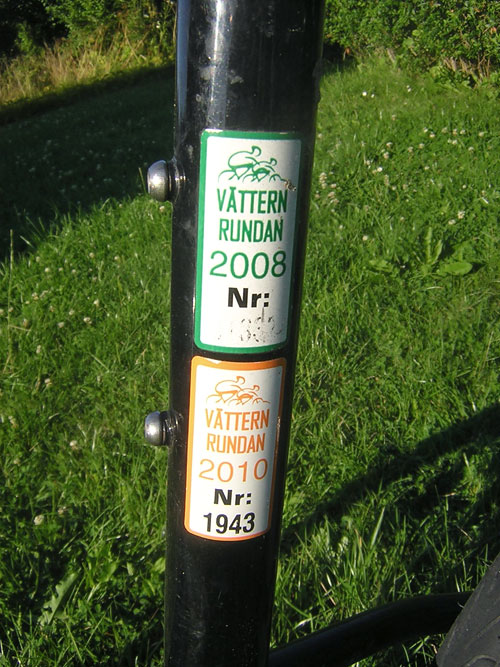 VÄTTERN
RUNDAN
2008
Nr:
VÄTTERN
RUNDAN
2010
Nr:
1943